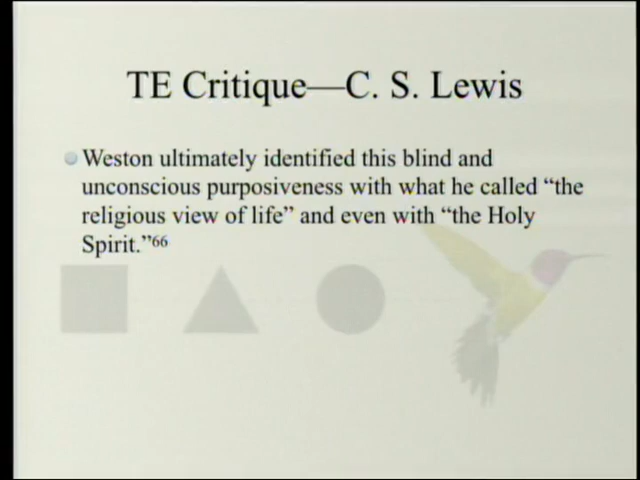 TE Critique—C. S. Lewis
Weston ultimately identified this blind and
unconscious purposiveness with what he called “the
religious view of life” and even with “the Holy
Spirit.”66